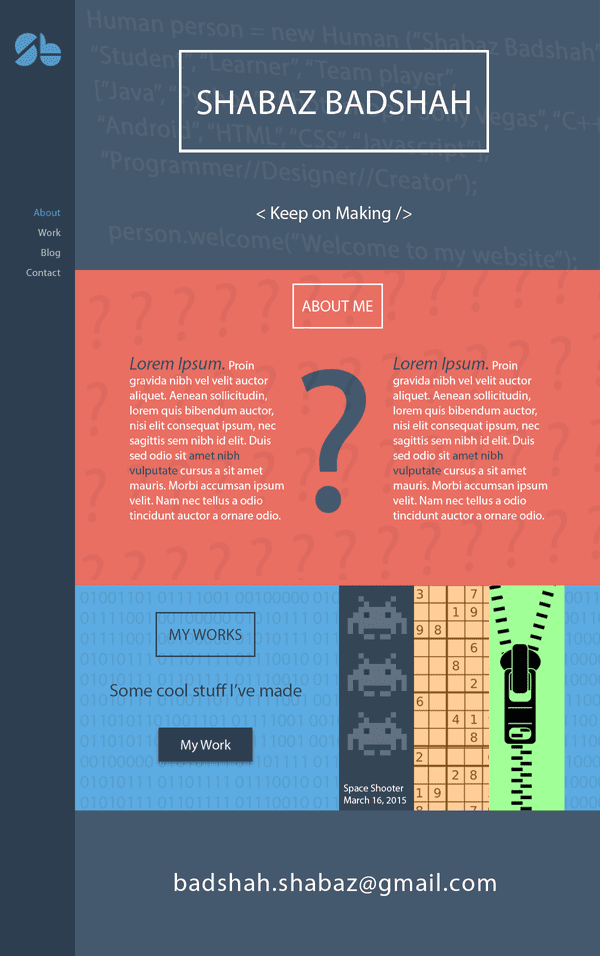 Sb
Human person = new Human ("Shabaz Badshah"
"Student", "Learner", "Team player",
SHABAZ BADSHAH
["Java", Vegas", "C++
"Android", "HTML", "CSS", "Javascript"],
"Programmer//Designer//Creator");
< Keep on Making />
person.welcome("Welcome to my website");
About
Work
Blog
Contact
ABOUT ME
Lorem Ipsum. Proin
gravida nibh vel velit auctor
aliquet. Aenean sollicitudin,
lorem quis bibendum auctor,
nisi elit consequat ipsum, nec
sagittis sem nibh id elit. Duis
sed odio sit amet nibh
vulputate cursus a sit amet
mauris. Morbi accumsan ipsum
velit. Nam nec tellus a odio
tincidunt auctor a ornare odio.
?
Lorem Ipsum. Proin
gravida nibh vel velit auctor
aliquet. Aenean sollicitudin,
lorem quis bibendum auctor,
nisi elit consequat ipsum, nec
sagittis sem nibh id elit. Duis
sed odio sit amet nibh
vulputate cursus a sit amet
mauris. Morbi accumsan ipsum
velit. Nam nec tellus a odio
tincidunt auctor a ornare odio.
MY WORKS
Some cool stuff I've made
My Work
Space Shooter
March 16, 2015
3 7
1 9
9 8
6
8
2
6
4 1
8
2
2 8
1 9
badshah.shabaz@gmail.com